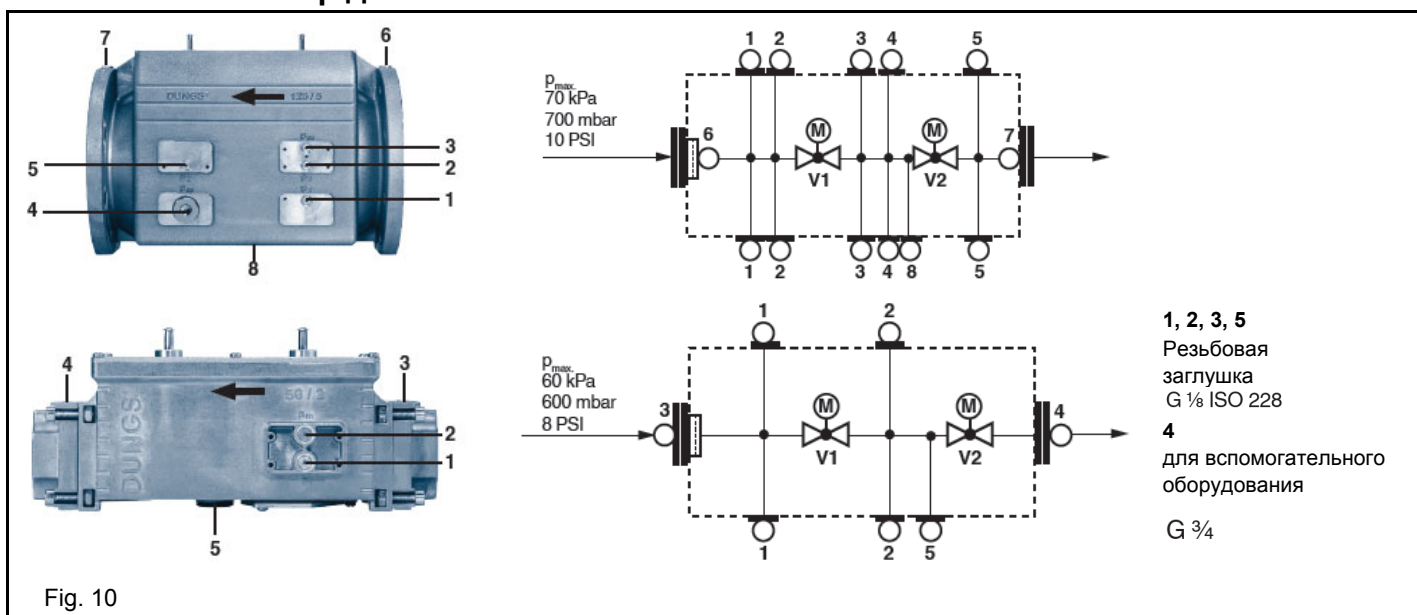 7
6
DUNGS
125/5
3
5
2
4
1
8
1 2 3 4 5
pmax.
70 kPa
700 mbar
10 PSI
6
M
M
7
V1
V2
1 2 3 4 8 5
4
3
DUNGS
50 / 2
2
1
5
1 2
pmax.
60 kPa
600 mbar
8 PSI
3
M
M
4
V1
V2
1 2 5
1, 2, 3, 5
Резьбовая
заглушка
G ⅛ ISO 228
4
для вспомогательного
оборудования
G ¾
Fig. 10